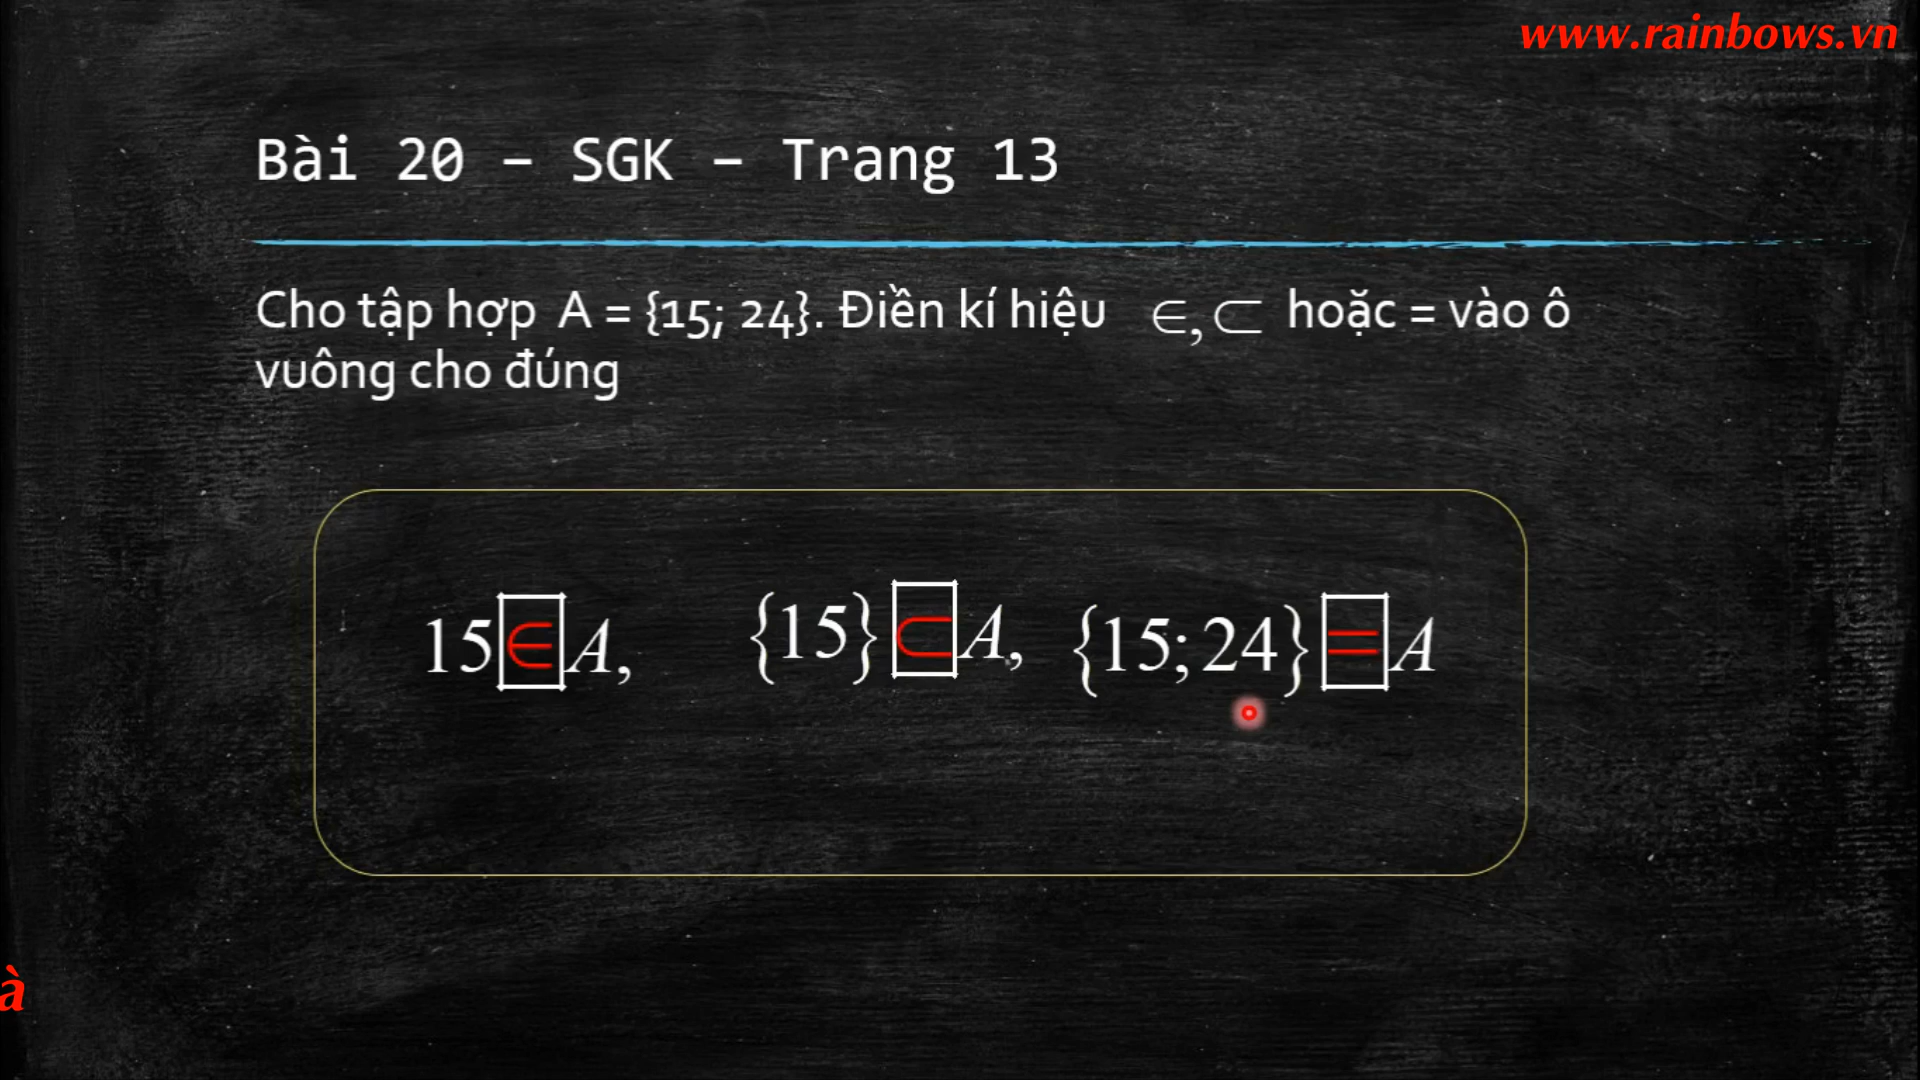 www.rainbows.vn
Bài 20 – SGK – Trang 13
Cho tập hợp A = {15; 24}. Điền kí hiệu ∈,⊂ hoặc = vào ô
vuông cho đúng
15 ∈ A, {15} ⊂ A, {15; 24} = A
à